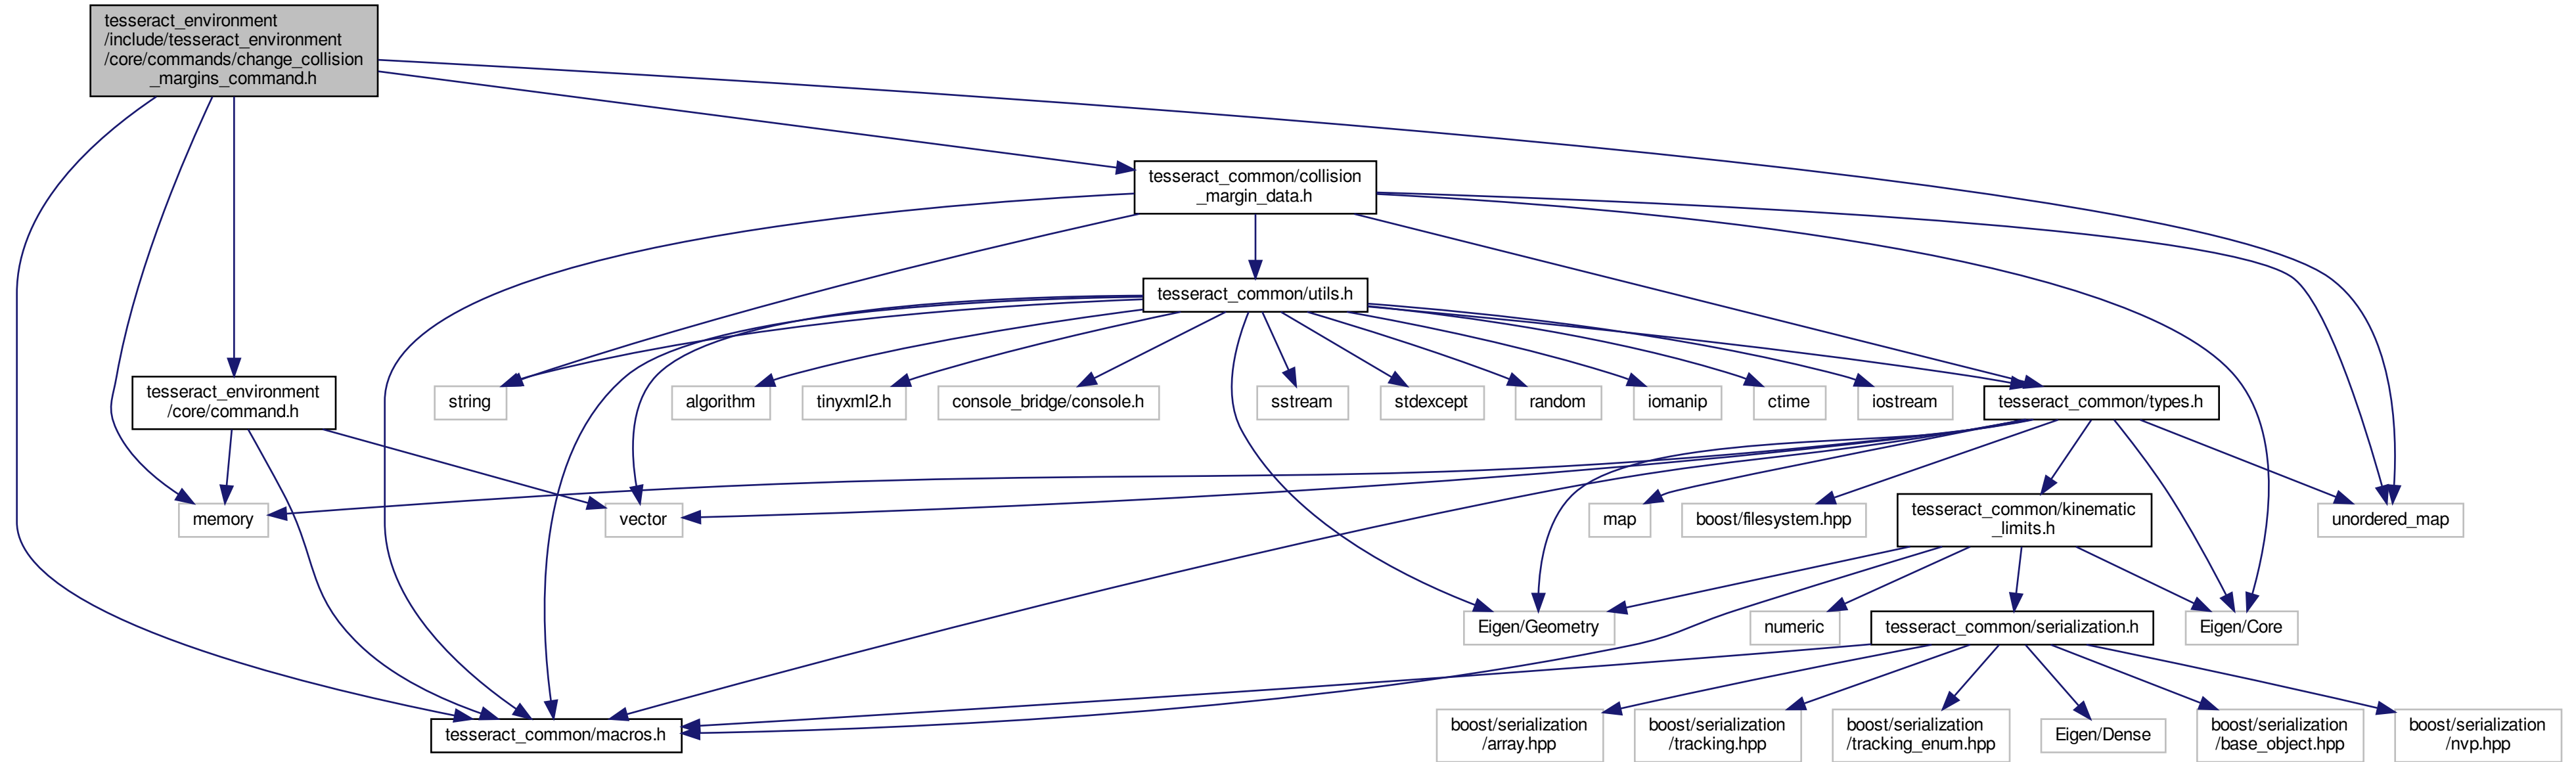 tesseract_environment
/include/tesseract_environment
/core/commands/change_collision
_margins_command.h
tesseract_common/collision
_margin_data.h
tesseract_common/utils.h
tesseract_environment
/core/command.h
string
algorithm
tinyxml2.h
console_bridge/console.h
sstream
stdexcept
random
iomanip
ctime
iostream
tesseract_common/types.h
memory
vector
map
boost/filesystem.hpp
tesseract_common/kinematic
_limits.h
unordered_map
Eigen/Geometry
numeric
tesseract_common/serialization.h
Eigen/Core
tesseract_common/macros.h
boost/serialization
/array.hpp
boost/serialization
/tracking.hpp
boost/serialization
/tracking_enum.hpp
Eigen/Dense
boost/serialization
/base_object.hpp
boost/serialization
/nvp.hpp